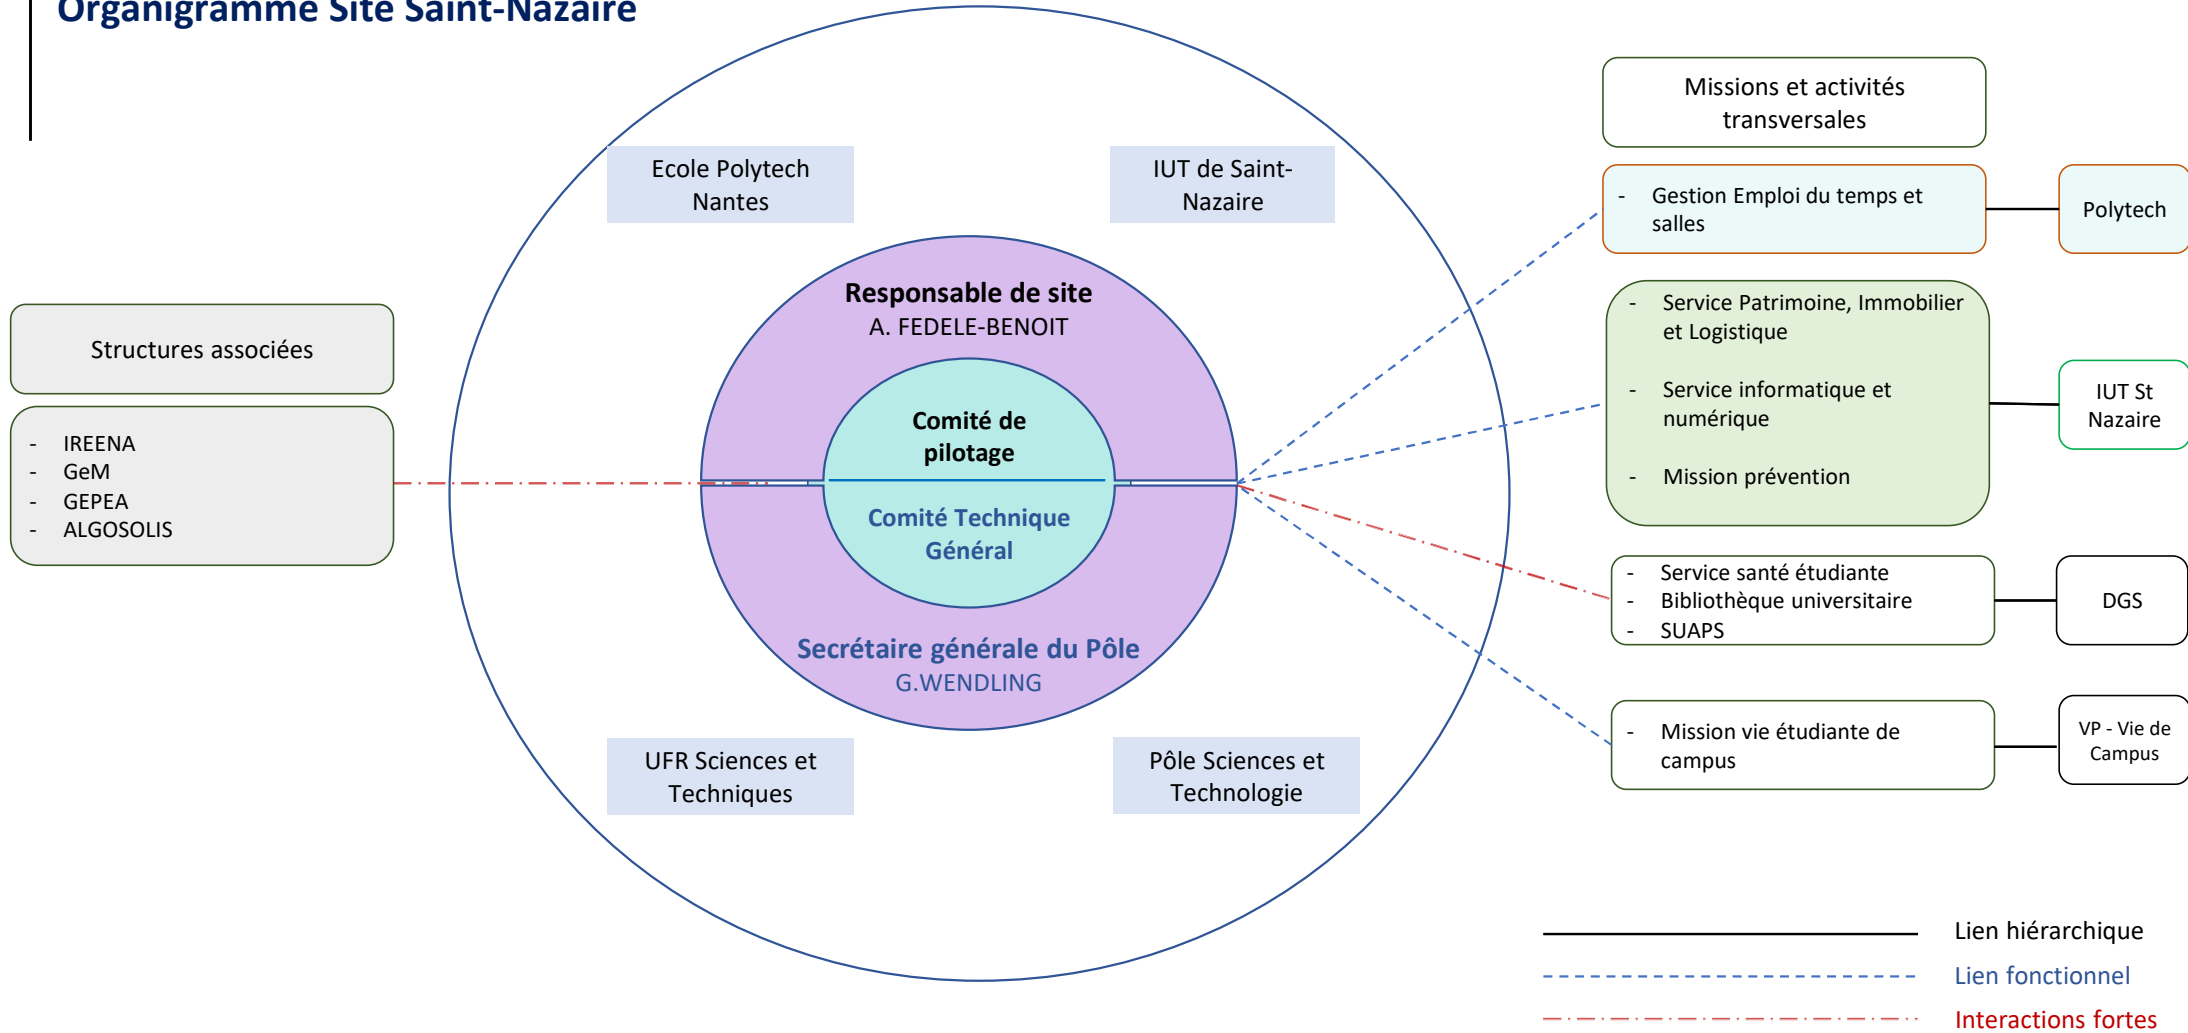 Organigramme Site Saint-Nazaire
Ecole Polytech
Nantes
IUT de Saint-
Nazaire
Responsable de site
A. FEDELE-BENOIT
Comité de
pilotage
Comité Technique
Général
Secrétaire générale du Pôle
G.WENDLING
UFR Sciences et
Techniques
Pôle Sciences et
Technologie
Structures associées
- IREENA
- GeM
- GEPEA
- ALGOSOLIS
Missions et activités
transversales
- Gestion Emploi du temps et
salles
Polytech
- Service Patrimoine, Immobilier
et Logistique
- Service informatique et
numérique
- Mission prévention
IUT St
Nazaire
- Service santé étudiante
- Bibliothèque universitaire
- SUAPS
DGS
- Mission vie étudiante de
campus
VP - Vie de
Campus
Lien hiérarchique
Lien fonctionnel
Interactions fortes